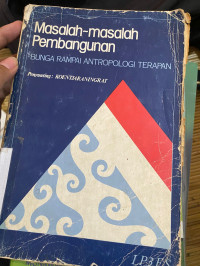 Masalah-masalah
Pembangunan
BUNGA RAMPAI ANTROPOLOGI TERAPAN
Penyunting : KOENTJARANINGRAT
LP3ES